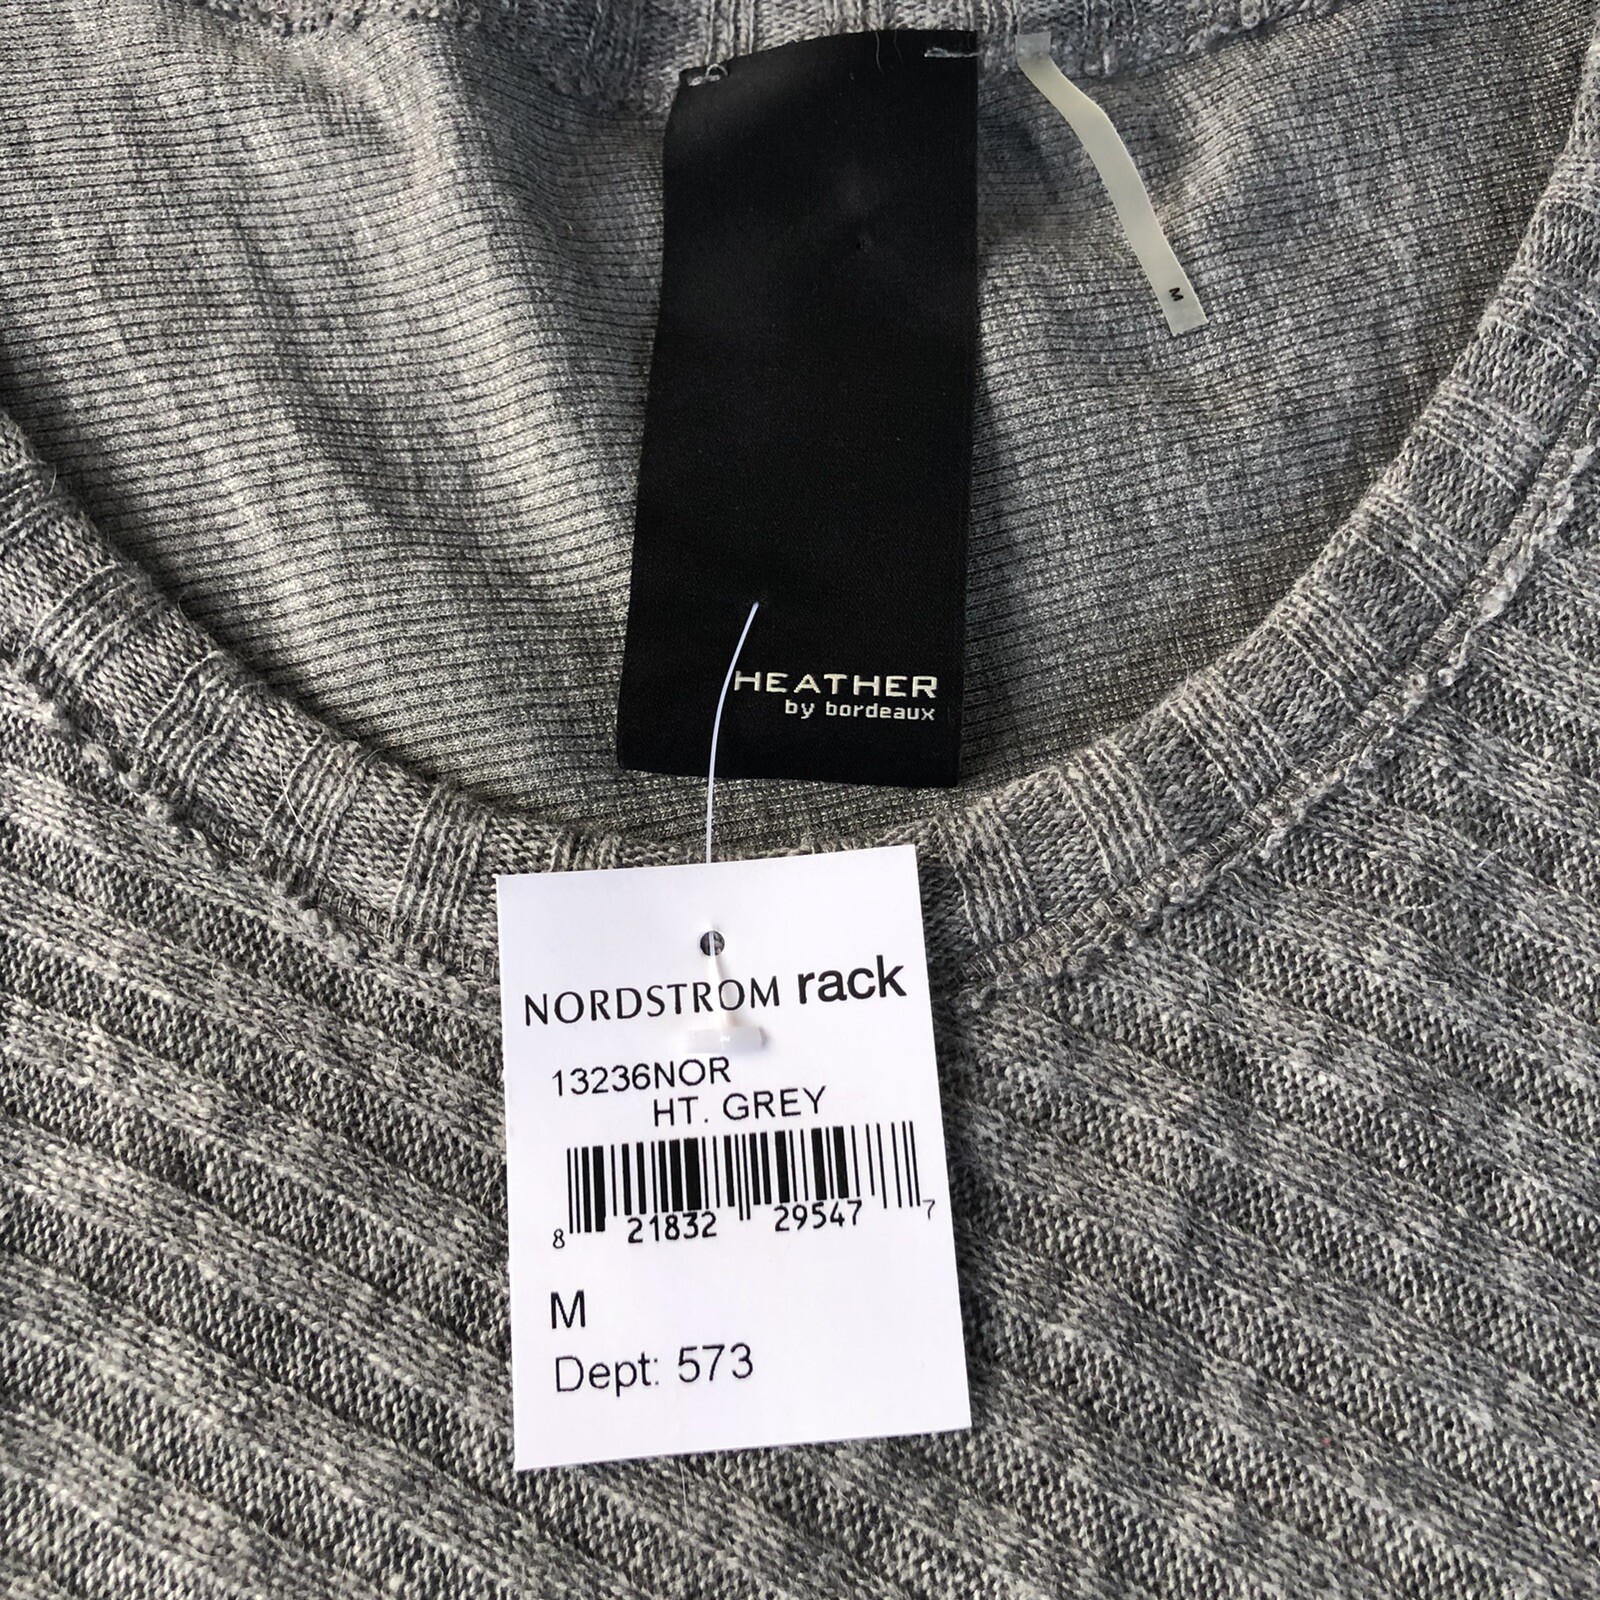 M
HEATHER
by bordeaux
NORDSTROM rack
13236NOR
HT. GREY
8 21832 29547 7
M
Dept: 573